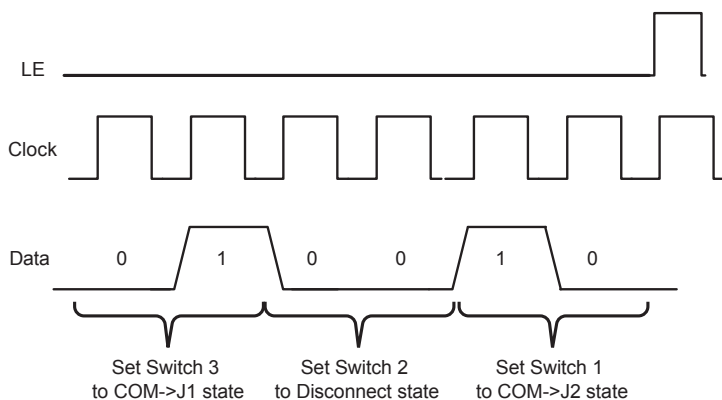 LE
Clock
Data
0 1 0 0 1 0
Set Switch 3
to COM->J1 state
Set Switch 2
to Disconnect state
Set Switch 1
to COM->J2 state